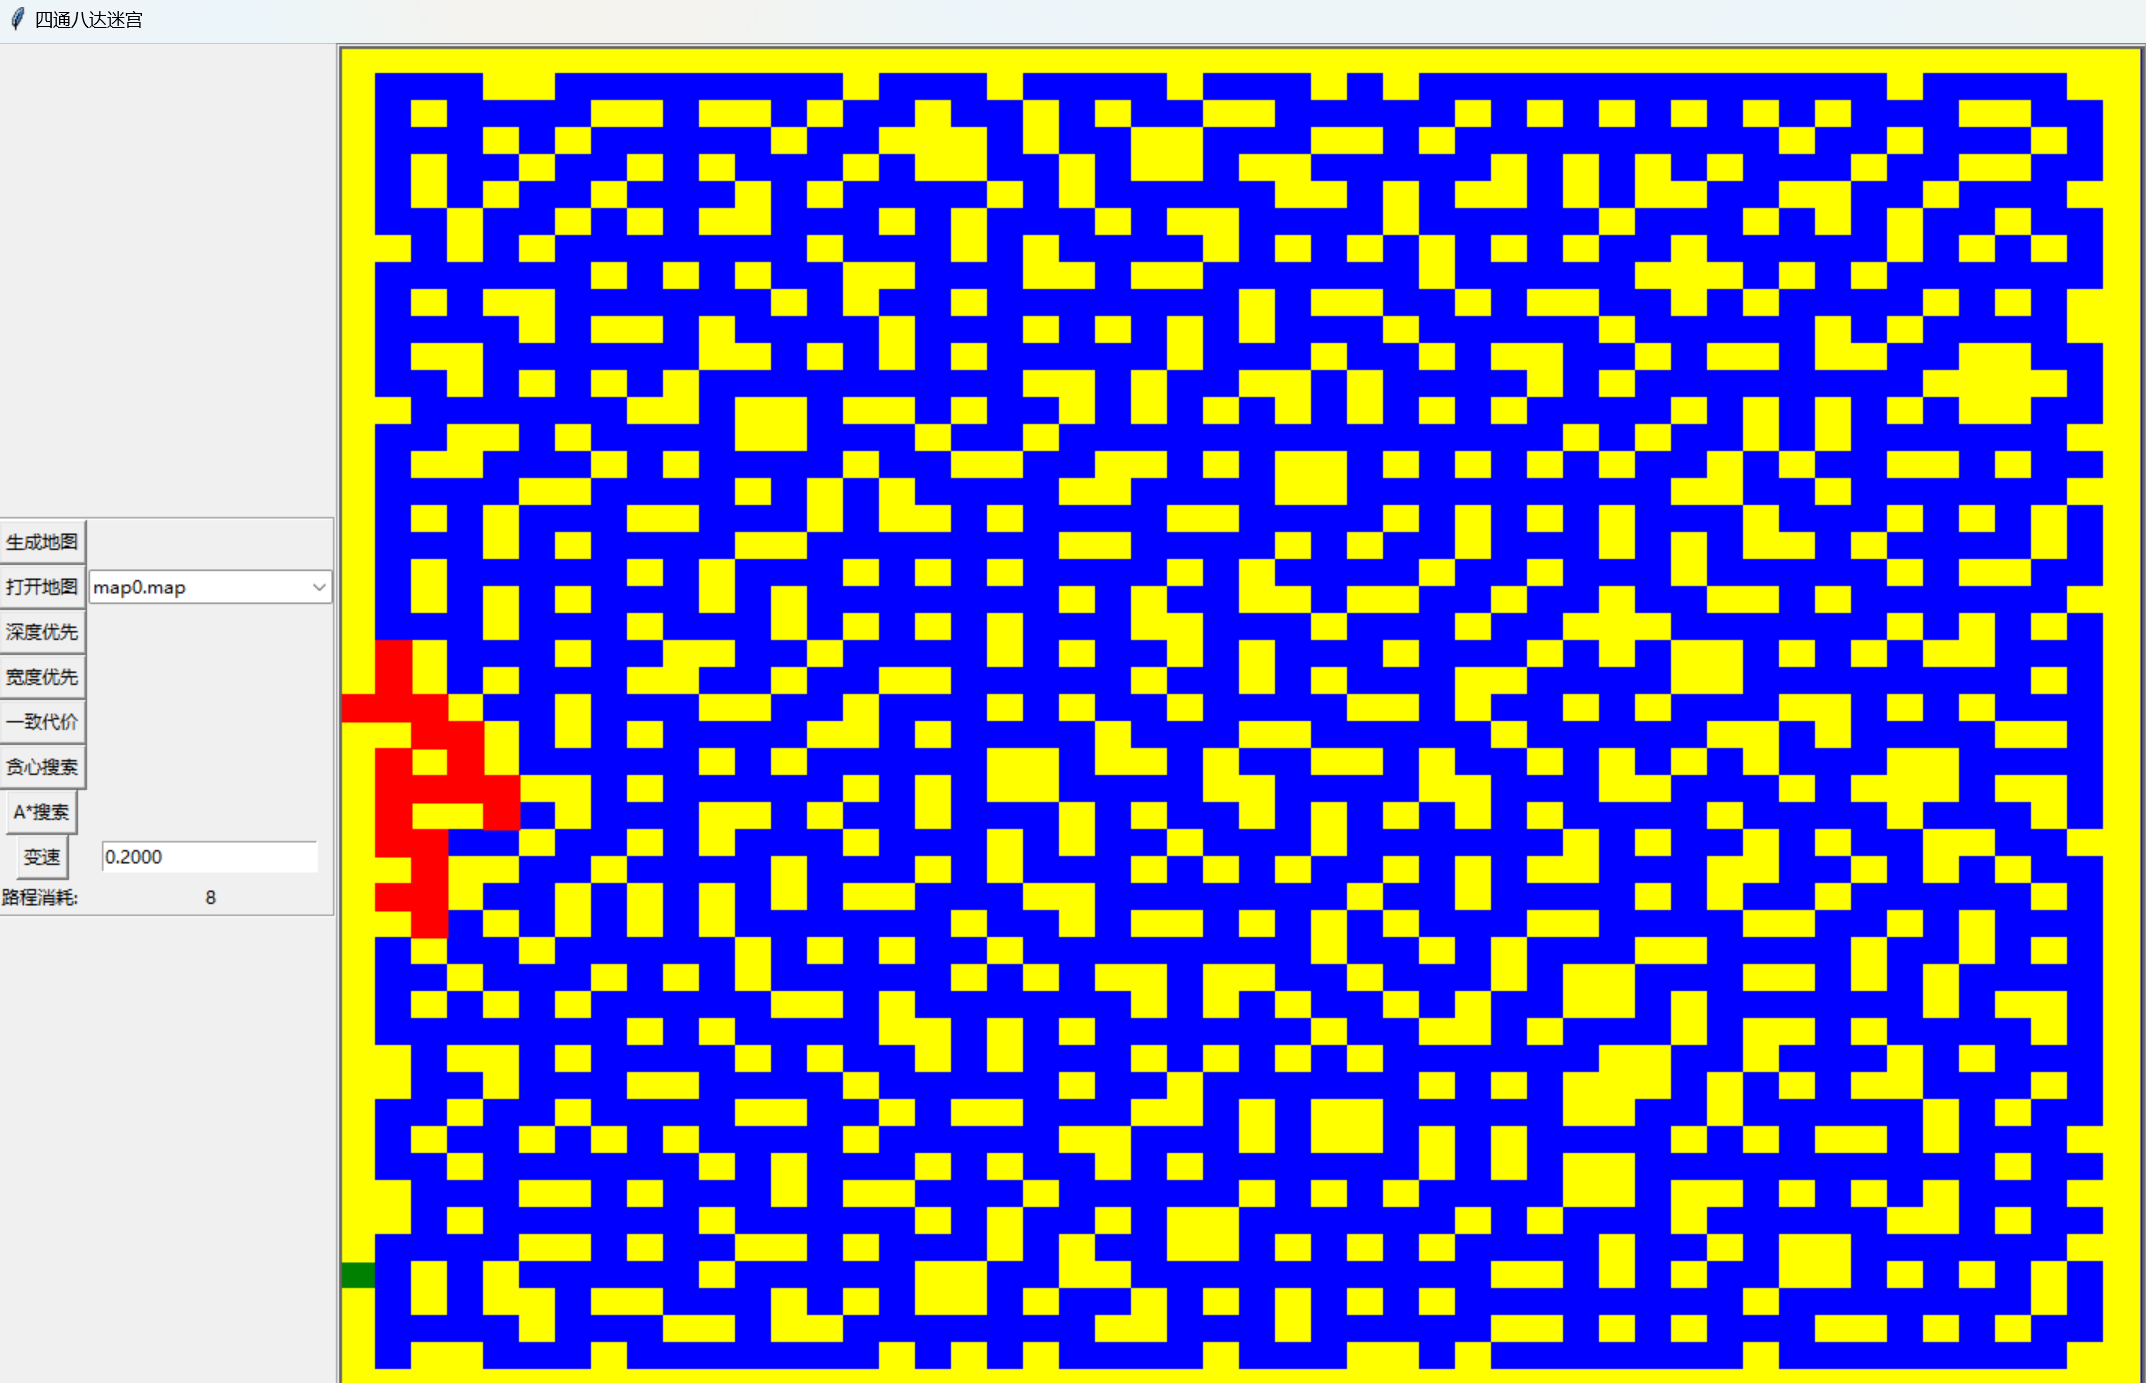 四通八达迷宫
生成地图
打开地图 map0.map
深度优先
宽度优先
一致代价
贪心搜索
A*搜索
变速 0.2000
路程消耗: 8